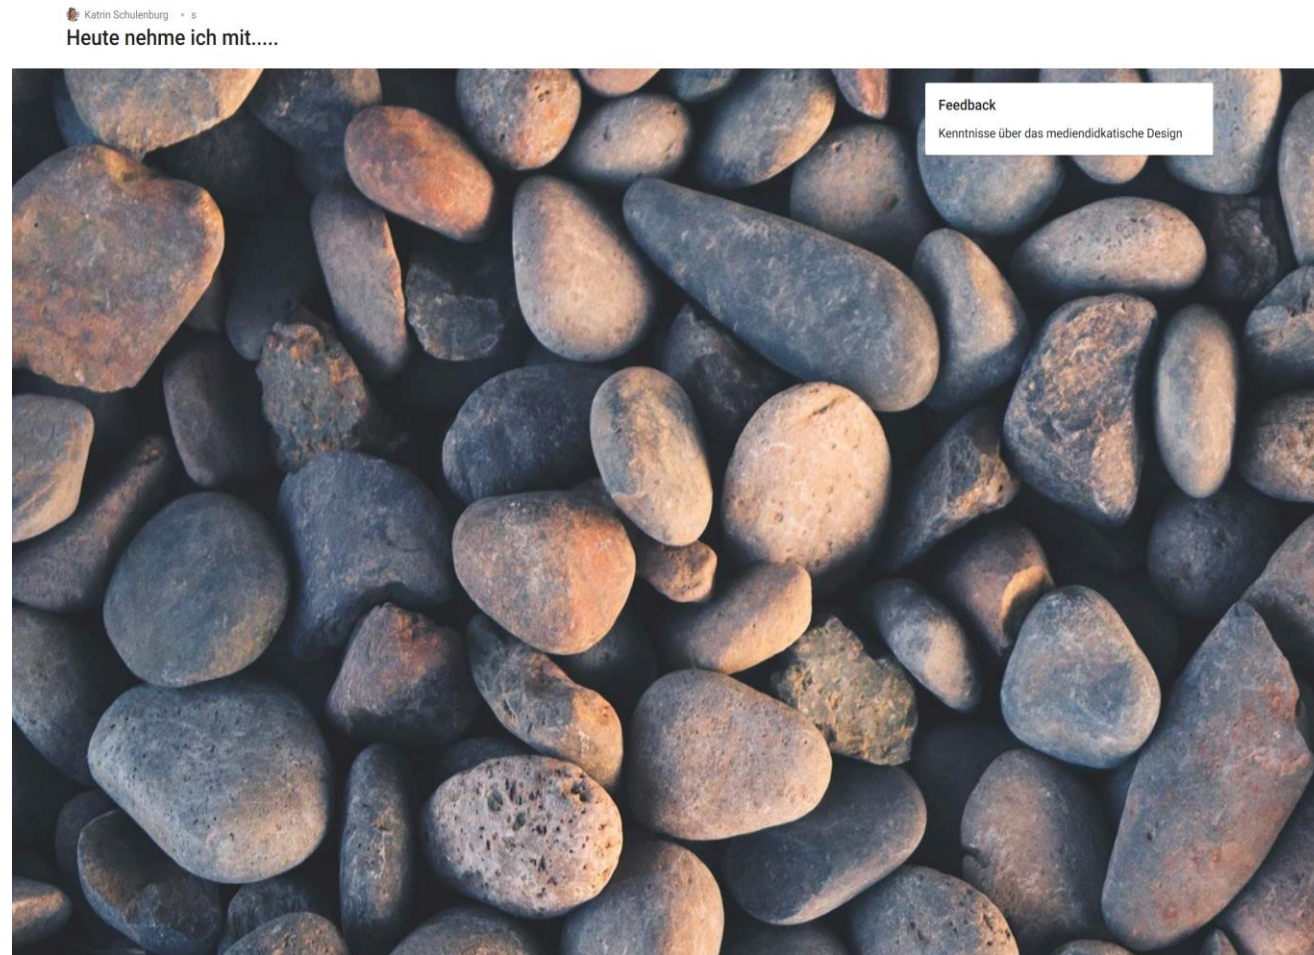 Katrin Schulenburg • s
Heute nehme ich mit.....
Feedback
Kenntnisse über das mediendidkatische Design